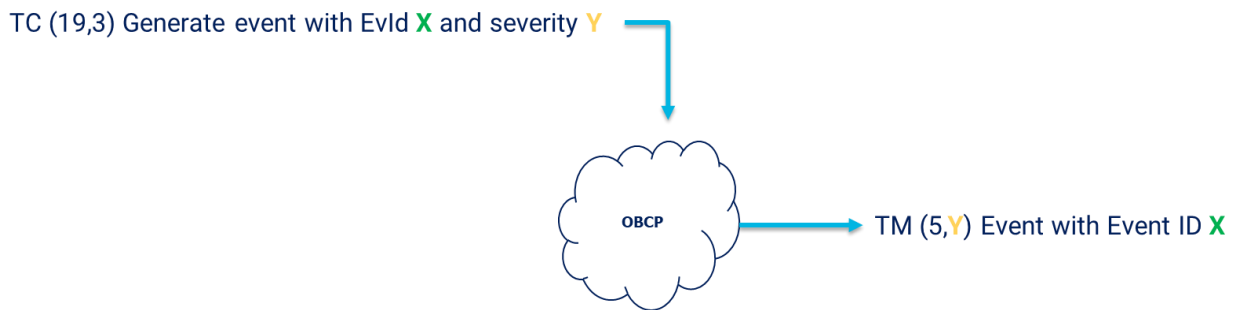 TC (19,3) Generate event with EvId X and severity Y
OBCP
TM (5,Y) Event with Event ID X